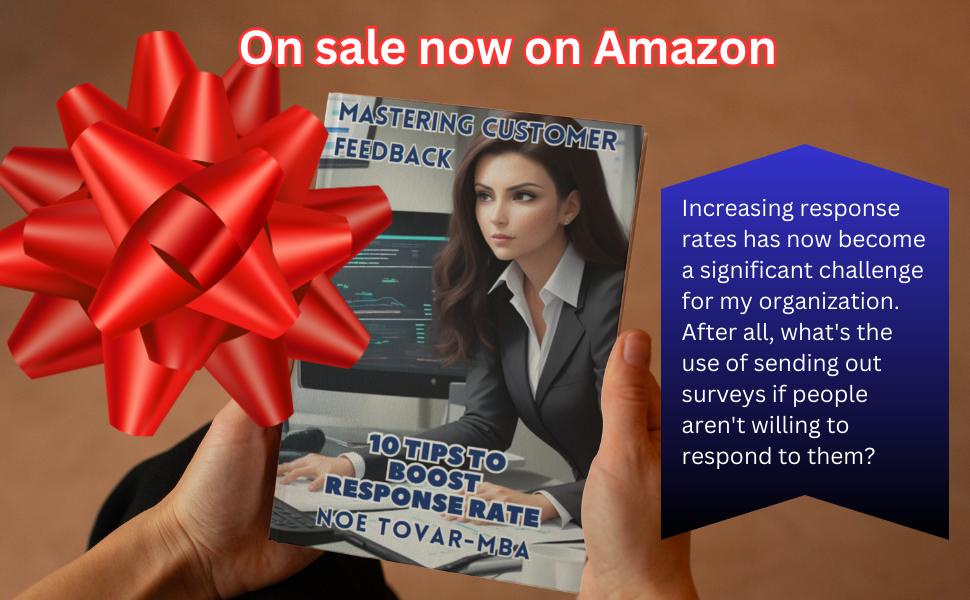 On sale now on Amazon
MASTERING CUSTOMER
FEEDBACK
10 TIPS TO
BOOST
RESPONSE RATE
NOE TOVAR-MBA
Increasing response
rates has now become
a significant challenge
for my organization.
After all, what's the
use of sending out
surveys if people
aren't willing to
respond to them?